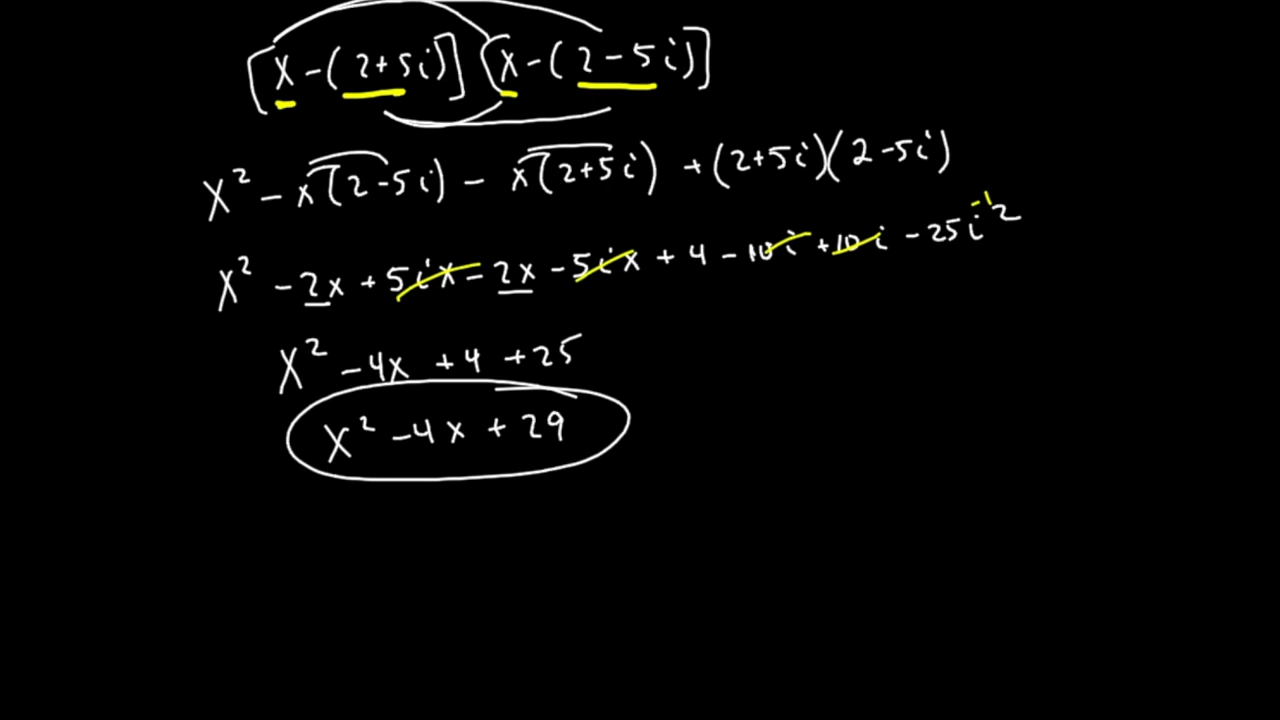 [x-(2+5i)] [x-(2-5i)]
x² - x(2-5i) - x(2+5i) + (2+5i)(2-5i)
x² - 2x + 5ix - 2x - 5ix + 4 - 10i + 10i - 25i² -1
x² - 4x + 4 + 25
x² - 4x + 29